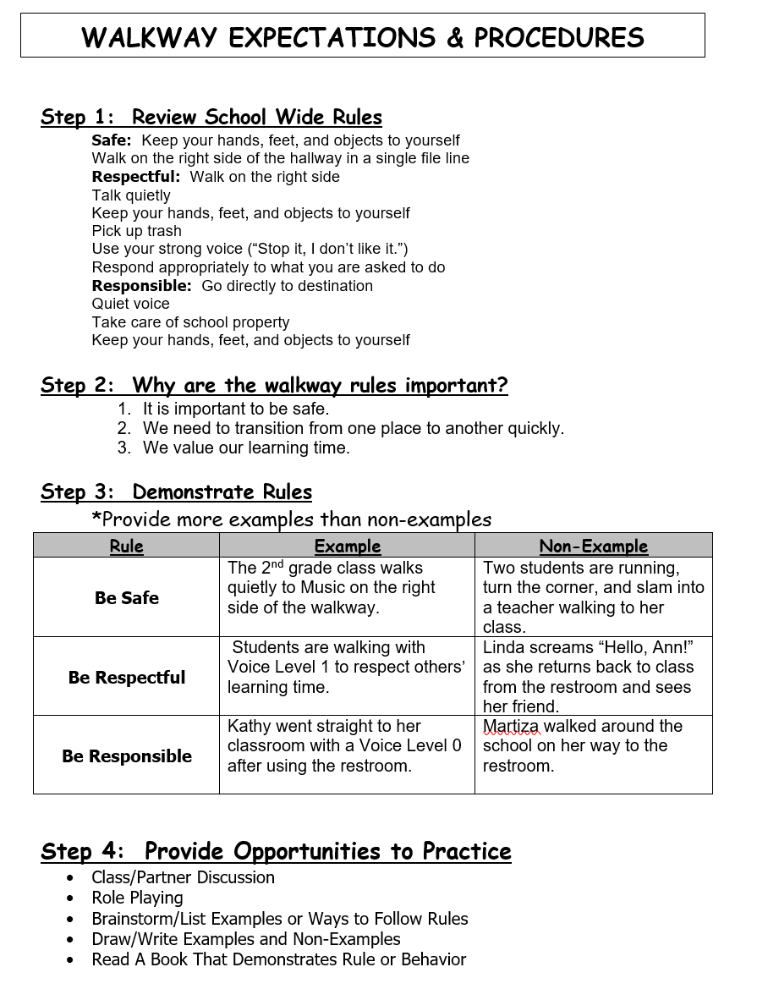 WALKWAY EXPECTATIONS & PROCEDURES
Step 1: Review School Wide Rules
Safe: Keep your hands, feet, and objects to yourself
Walk on the right side of the hallway in a single file line
Respectful: Walk on the right side
Talk quietly
Keep your hands, feet, and objects to yourself
Pick up trash
Use your strong voice (“Stop it, I don’t like it.”)
Respond appropriately to what you are asked to do
Responsible: Go directly to destination
Quiet voice
Take care of school property
Keep your hands, feet, and objects to yourself
Step 2: Why are the walkway rules important?
1. It is important to be safe.
2. We need to transition from one place to another quickly.
3. We value our learning time.
Step 3: Demonstrate Rules
*Provide more examples than non-examples
Rule
Example
Non-Example
Be Safe
The 2nd grade class walks
quietly to Music on the right
side of the walkway.
Two students are running,
turn the corner, and slam into
a teacher walking to her
class.
Be Respectful
Students are walking with
Voice Level 1 to respect others’
learning time.
Linda screams “Hello, Ann!”
as she returns back to class
from the restroom and sees
her friend.
Be Responsible
Kathy went straight to her
classroom with a Voice Level 0
after using the restroom.
Martiza walked around the
school on her way to the
restroom.
Step 4: Provide Opportunities to Practice
• Class/Partner Discussion
• Role Playing
• Brainstorm/List Examples or Ways to Follow Rules
• Draw/Write Examples and Non-Examples
• Read A Book That Demonstrates Rule or Behavior